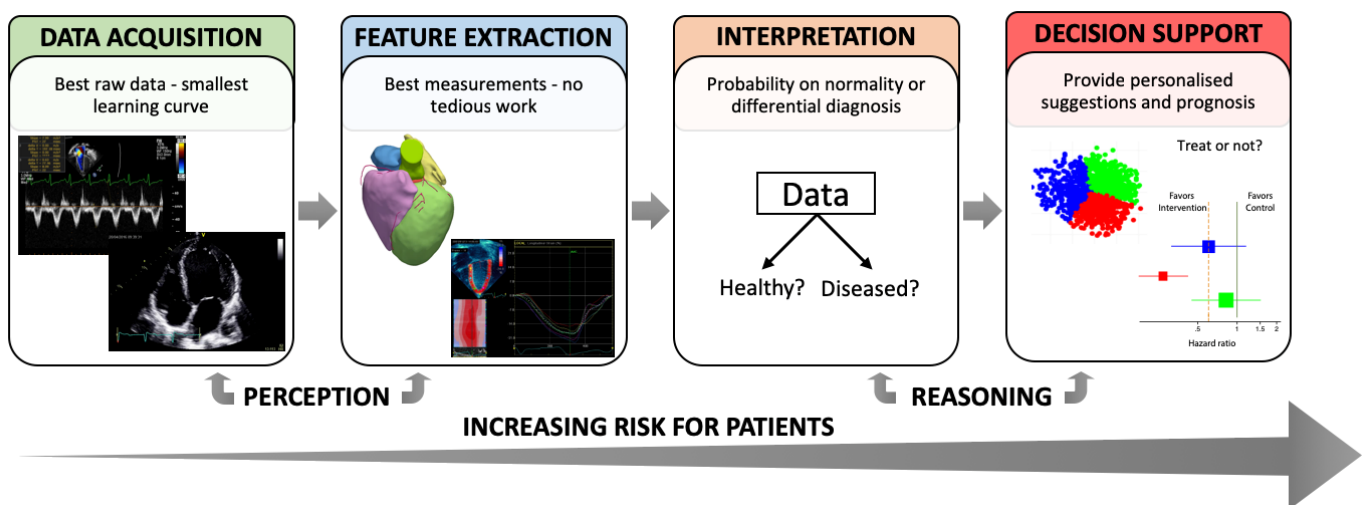 DATA ACQUISITION
Best raw data - smallest
learning curve
FEATURE EXTRACTION
Best measurements - no
tedious work
INTERPRETATION
Probability on normality or
differential diagnosis
Data
Healthy?
Diseased?
DECISION SUPPORT
Provide personalised
suggestions and prognosis
Treat or not?
Favors
Intervention
Favors
Control
.5
1
1.5
2
Hazard ratio
PERCEPTION
REASONING
INCREASING RISK FOR PATIENTS